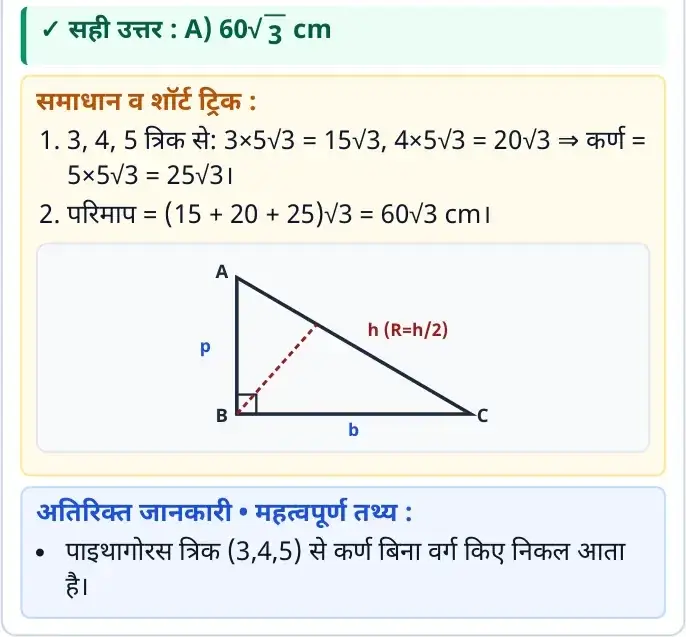 ✓ सही उत्तर : A) 60√3 cm
समाधान व शॉर्ट ट्रिक :
1. 3, 4, 5 त्रिक से: 3×5√3 = 15√3, 4×5√3 = 20√3 ⇒ कर्ण =
5×5√3 = 25√3।
2. परिमाप = (15 + 20 + 25)√3 = 60√3 cm।
A
h (R=h/2)
p
B
C
b
अतिरिक्त जानकारी • महत्वपूर्ण तथ्य :
• पाइथागोरस त्रिक (3,4,5) से कर्ण बिना वर्ग किए निकल आता
है।